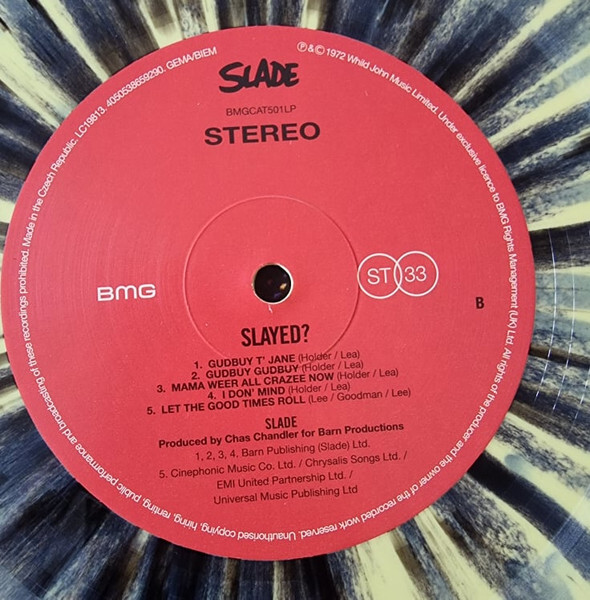 SLADE
BMGCAT501LP
STEREO
BMG
ST 33
B
SLAYED?
1. GUDBUY T' JANE (Holder / Lea)
2. GUDBUY GUDBUY (Holder / Lea)
3. MAMA WEER ALL CRAZEE NOW (Holder / Lea)
4. I DON' MIND (Holder / Lea)
5. LET THE GOOD TIMES ROLL (Lee / Goodman / Lee)
SLADE
Produced by Chas Chandler for Barn Productions
1, 2, 3, 4. Barn Publishing (Slade) Ltd.
5. Cinephonic Music Co. Ltd. / Chrysalis Songs Ltd. /
EMI United Partnership Ltd. /
Universal Music Publishing Ltd
℗&© 1972 Whild John Music Limited. Under exclusive licence to BMG Rights Management (UK) Ltd. All rights of the producer and the owner of the recorded work reserved. Unauthorised copying, hiring, renting, public performance and broadcasting of these recordings prohibited. Made in the Czech Republic. LC19813. 4050538659290. GEMA/BIEM